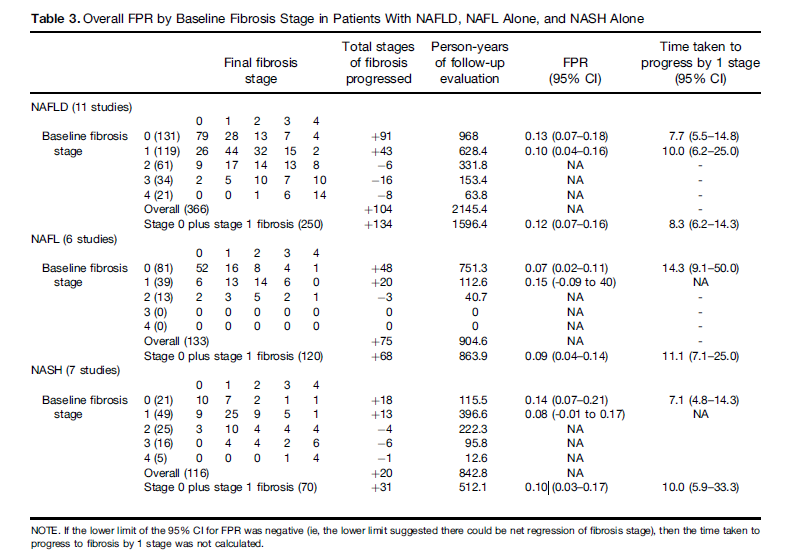 Table 3. Overall FPR by Baseline Fibrosis Stage in Patients With NAFLD, NAFL Alone, and NASH Alone
Final fibrosis stage Total stages of fibrosis progressed Person-years of follow-up evaluation FPR (95% CI) Time taken to progress by 1 stage (95% CI)
NAFLD (11 studies)
0 1 2 3 4
Baseline fibrosis 0 (131) 79 28 13 7 4 +91 968 0.13 (0.07–0.18) 7.7 (5.5–14.8)
stage 1 (119) 26 44 32 15 2 +43 628.4 0.10 (0.04–0.16) 10.0 (6.2–25.0)
2 (61) 9 17 14 13 8 −6 331.8 NA -
3 (34) 2 5 10 7 10 −16 153.4 NA -
4 (21) 0 0 1 6 14 −8 63.8 NA -
Overall (366) +104 2145.4 NA -
Stage 0 plus stage 1 fibrosis (250) +134 1596.4 0.12 (0.07–0.16) 8.3 (6.2–14.3)
NAFL (6 studies)
0 1 2 3 4
Baseline fibrosis 0 (81) 52 16 8 4 1 +48 751.3 0.07 (0.02–0.11) 14.3 (9.1–50.0)
stage 1 (39) 6 13 14 6 0 +20 112.6 0.15 (-0.09 to 40) NA
2 (13) 2 3 5 2 1 −3 40.7 NA -
3 (0) 0 0 0 0 0 0 0 NA -
4 (0) 0 0 0 0 0 0 0 NA -
Overall (133) +75 904.6 NA -
Stage 0 plus stage 1 fibrosis (120) +68 863.9 0.09 (0.04–0.14) 11.1 (7.1–25.0)
NASH (7 studies)
0 1 2 3 4
Baseline fibrosis 0 (21) 10 7 2 1 1 +18 115.5 0.14 (0.07–0.21) 7.1 (4.8–14.3)
stage 1 (49) 9 25 9 5 1 +13 396.6 0.08 (-0.01 to 0.17) NA
2 (25) 3 10 4 4 4 −4 222.3 NA -
3 (16) 0 4 4 2 6 −6 95.8 NA -
4 (5) 0 0 0 1 4 −1 12.6 NA -
Overall (116) +20 842.8 NA -
Stage 0 plus stage 1 fibrosis (70) +31 512.1 0.10 (0.03–0.17) 10.0 (5.9–33.3)
NOTE. If the lower limit of the 95% CI for FPR was negative (ie, the lower limit suggested there could be net regression of fibrosis stage), then the time taken to
progress to fibrosis by 1 stage was not calculated.